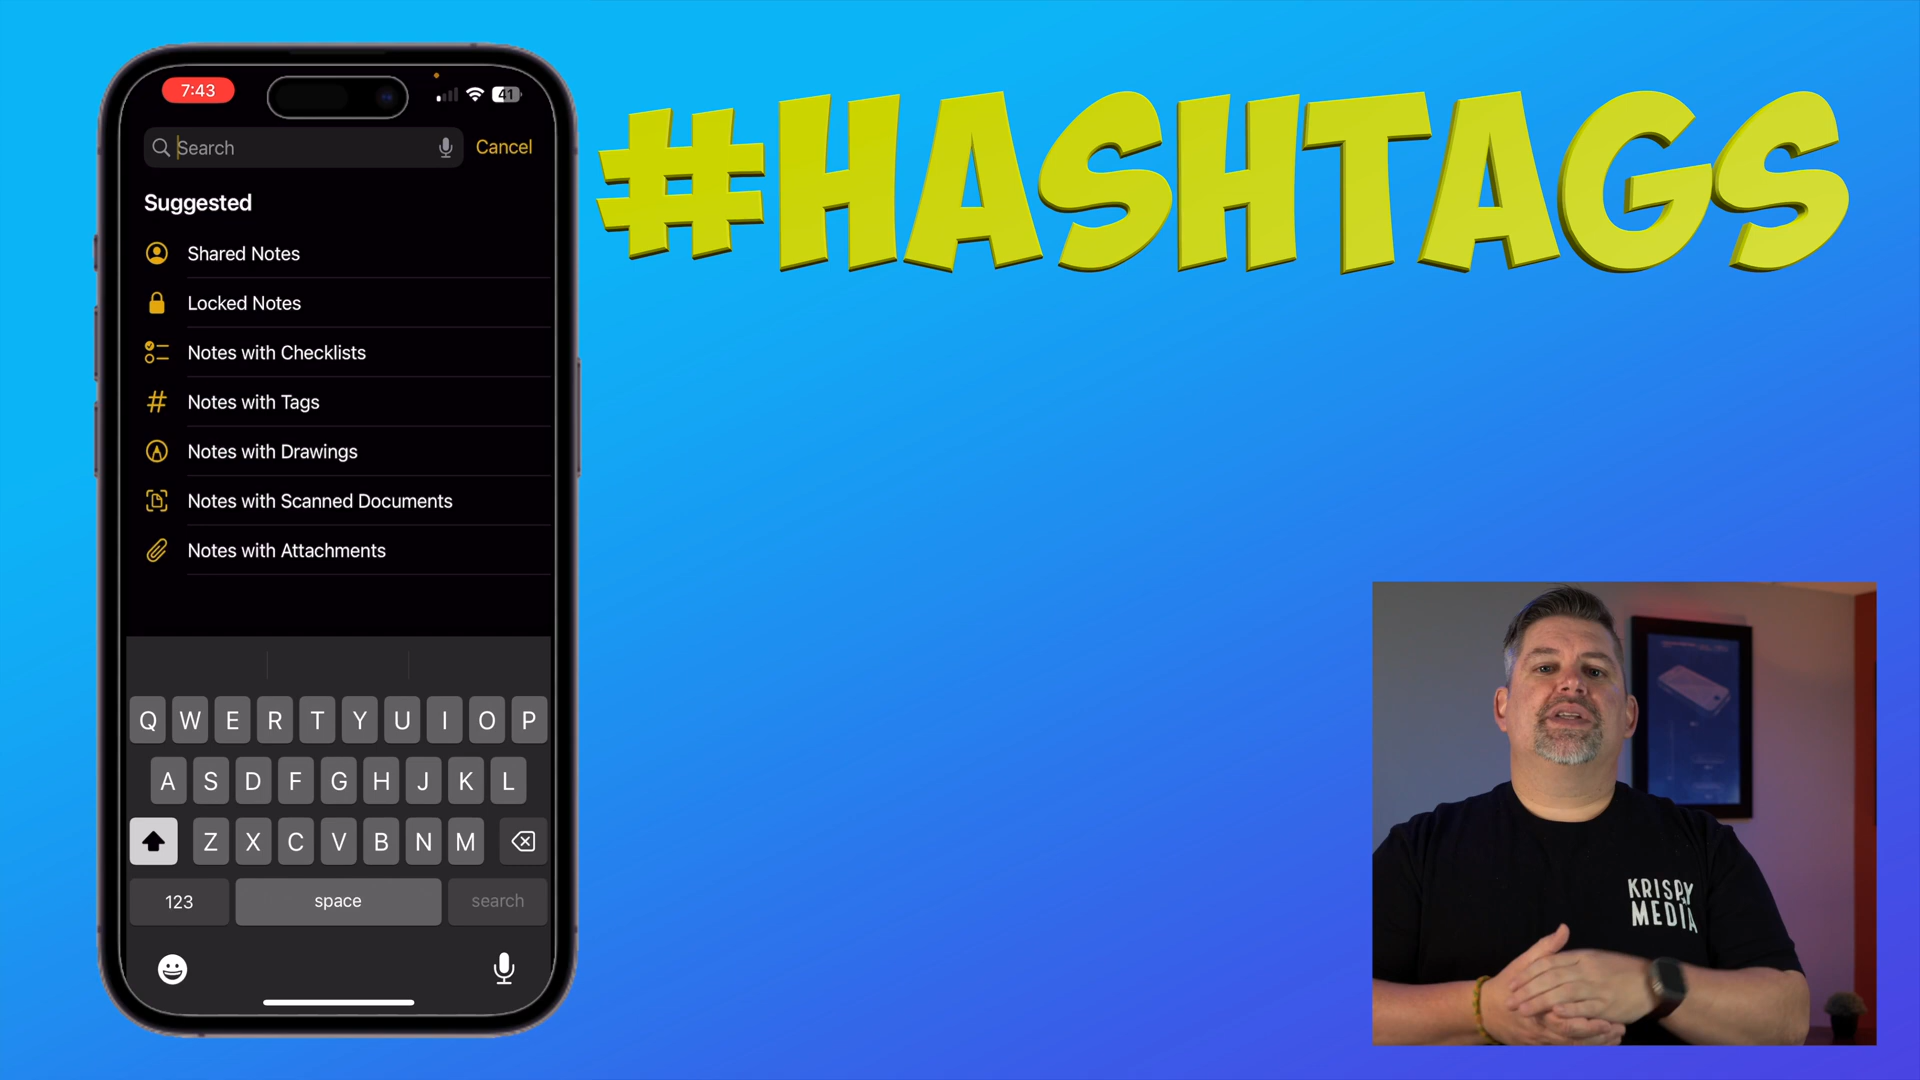 7:43
41
Search
Cancel
#HASHTAGS
Suggested
Shared Notes
Locked Notes
Notes with Checklists
# Notes with Tags
Notes with Drawings
Notes with Scanned Documents
Notes with Attachments
Q W E R T Y U I O P
A S D F G H J K L
Z X C V B N M
123 space search
KRISPY
MEDIA